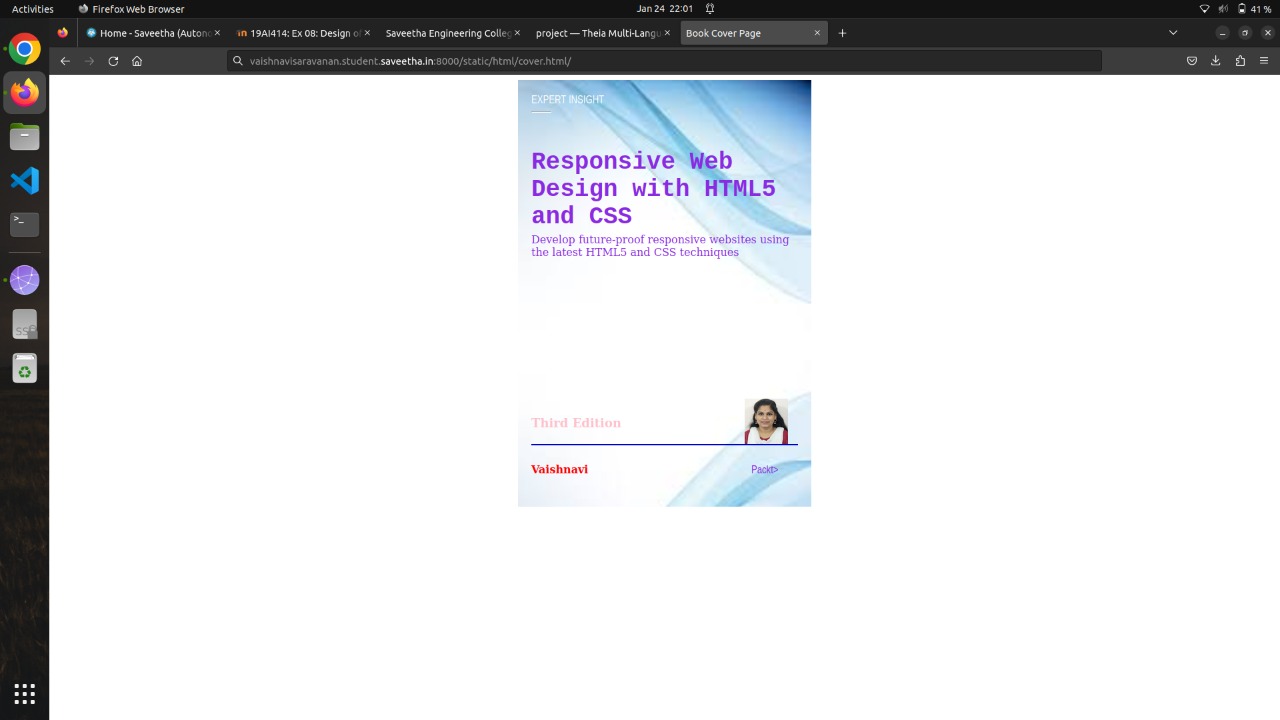 Activities
Firefox Web Browser
Jan 24 22:01
41 %
Home - Saveetha (Autono
19AI414: Ex 08: Design of
Saveetha Engineering Colleg
project — Theia Multi-Langu
Book Cover Page
vaishnavisaravanan.student.saveetha.in:8000/static/html/cover.html/
EXPERT INSIGHT
Responsive Web
Design with HTML5
and CSS
Develop future-proof responsive websites using
the latest HTML5 and CSS techniques
Third Edition
Vaishnavi
Packt>